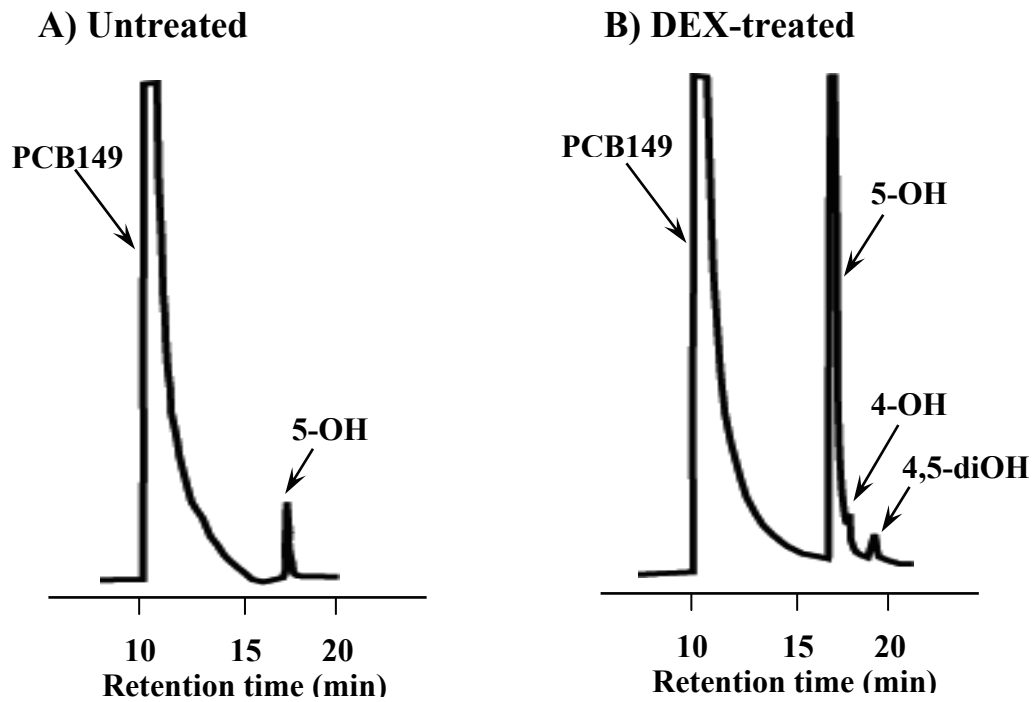 A) Untreated
PCB149
5-OH
10 15 20
Retention time (min)
B) DEX-treated
PCB149
5-OH
4-OH
4,5-diOH
10 15 20
Retention time (min)